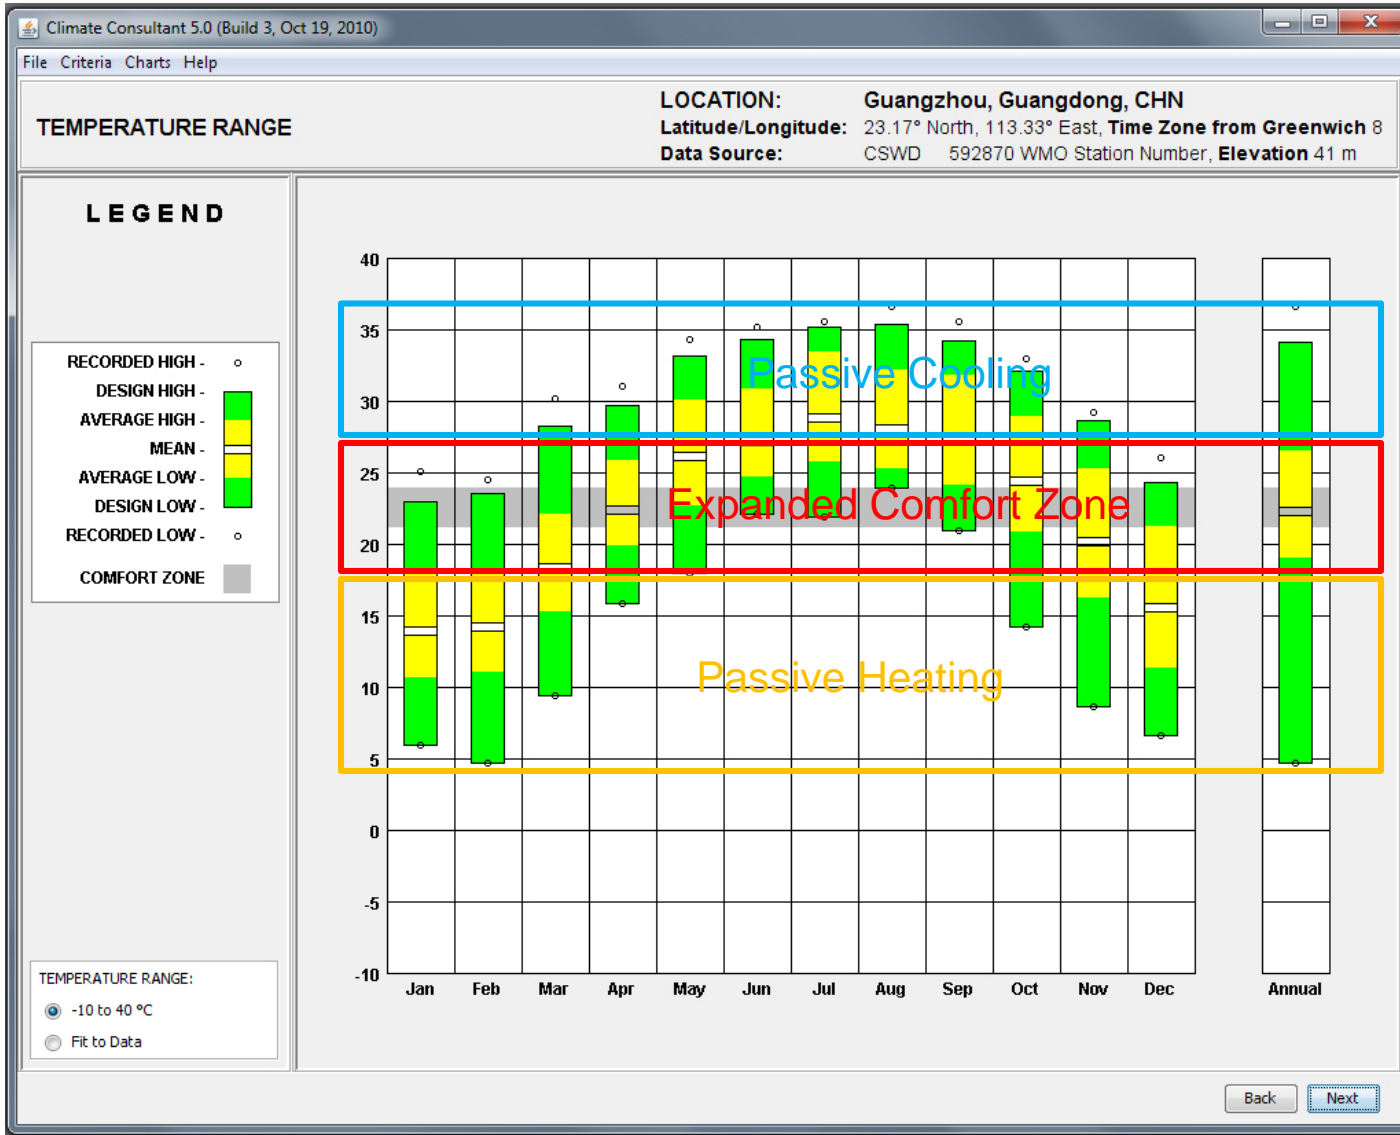 Climate Consultant 5.0 (Build 3, Oct 19, 2010)
File Criteria Charts Help
TEMPERATURE RANGE
LOCATION: Guangzhou, Guangdong, CHN
Latitude/Longitude: 23.17° North, 113.33° East, Time Zone from Greenwich 8
Data Source: CSWD 592870 WMO Station Number, Elevation 41 m
LEGEND
RECORDED HIGH -
DESIGN HIGH -
AVERAGE HIGH -
MEAN -
AVERAGE LOW -
DESIGN LOW -
RECORDED LOW -
COMFORT ZONE
40
35
Passive Cooling
30
25
Expanded Comfort Zone
20
15
Passive Heating
10
5
0
-5
-10
Jan Feb Mar Apr May Jun Jul Aug Sep Oct Nov Dec Annual
TEMPERATURE RANGE:
-10 to 40 ºC
Fit to Data
Back Next